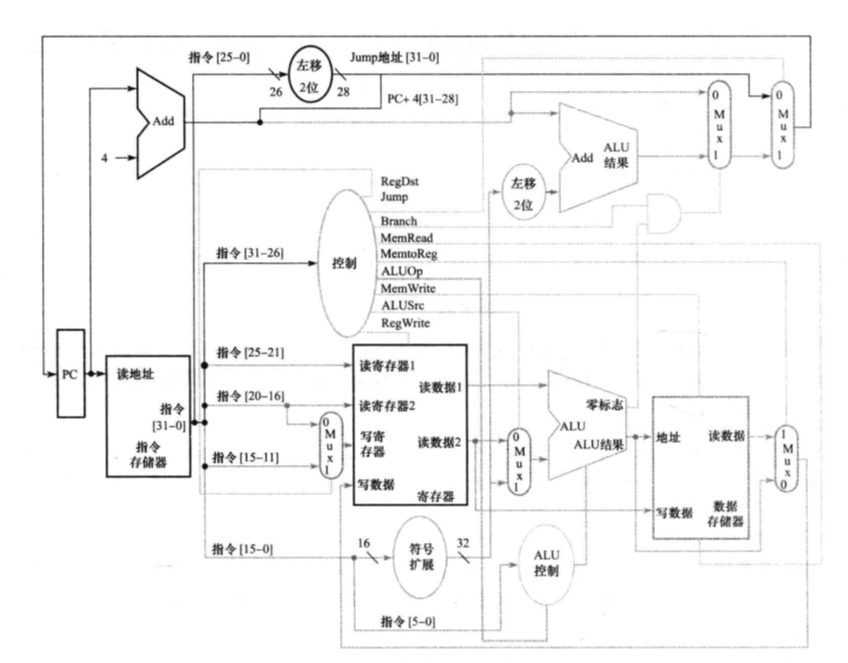 指令 [25–0]
左移
2位
Jump地址 [31–0]
26
28
PC+ 4[31–28]
Add
4
0
M
u
x
1
0
M
u
x
1
Add
ALU
结果
左移
2位
RegDst
Jump
Branch
MemRead
MemtoReg
ALUOp
MemWrite
ALUSrc
RegWrite
控制
指令 [31–26]
PC
读地址
指令
[31–0]
指令
存储器
指令 [25–21]
指令 [20–16]
指令 [15–11]
0
M
u
x
1
读寄存器1
读寄存器2
写寄
存器
写数据
读数据1
读数据2
寄存器
0
M
u
x
1
零标志
ALU
ALU结果
地址
读数据
写数据
数据
存储器
1
M
u
x
0
指令 [15–0]
16
符号
扩展
32
ALU
控制
指令 [5–0]